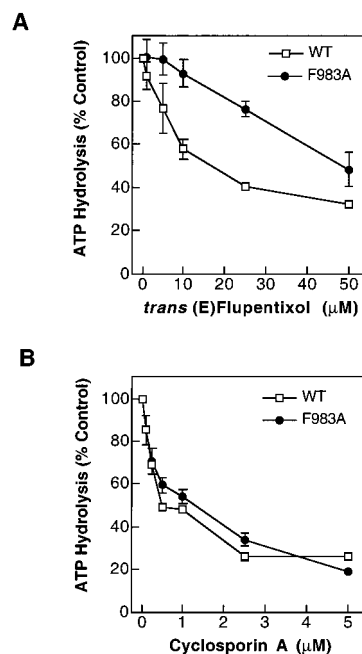 A
ATP Hydrolysis (% Control)
100
80
60
40
20
0
WT
F983A
0 10 20 30 40 50
trans (E)Flupentixol (μM)
B
ATP Hydrolysis (% Control)
100
80
60
40
20
0
WT
F983A
0 1 2 3 4 5
Cyclosporin A (μM)